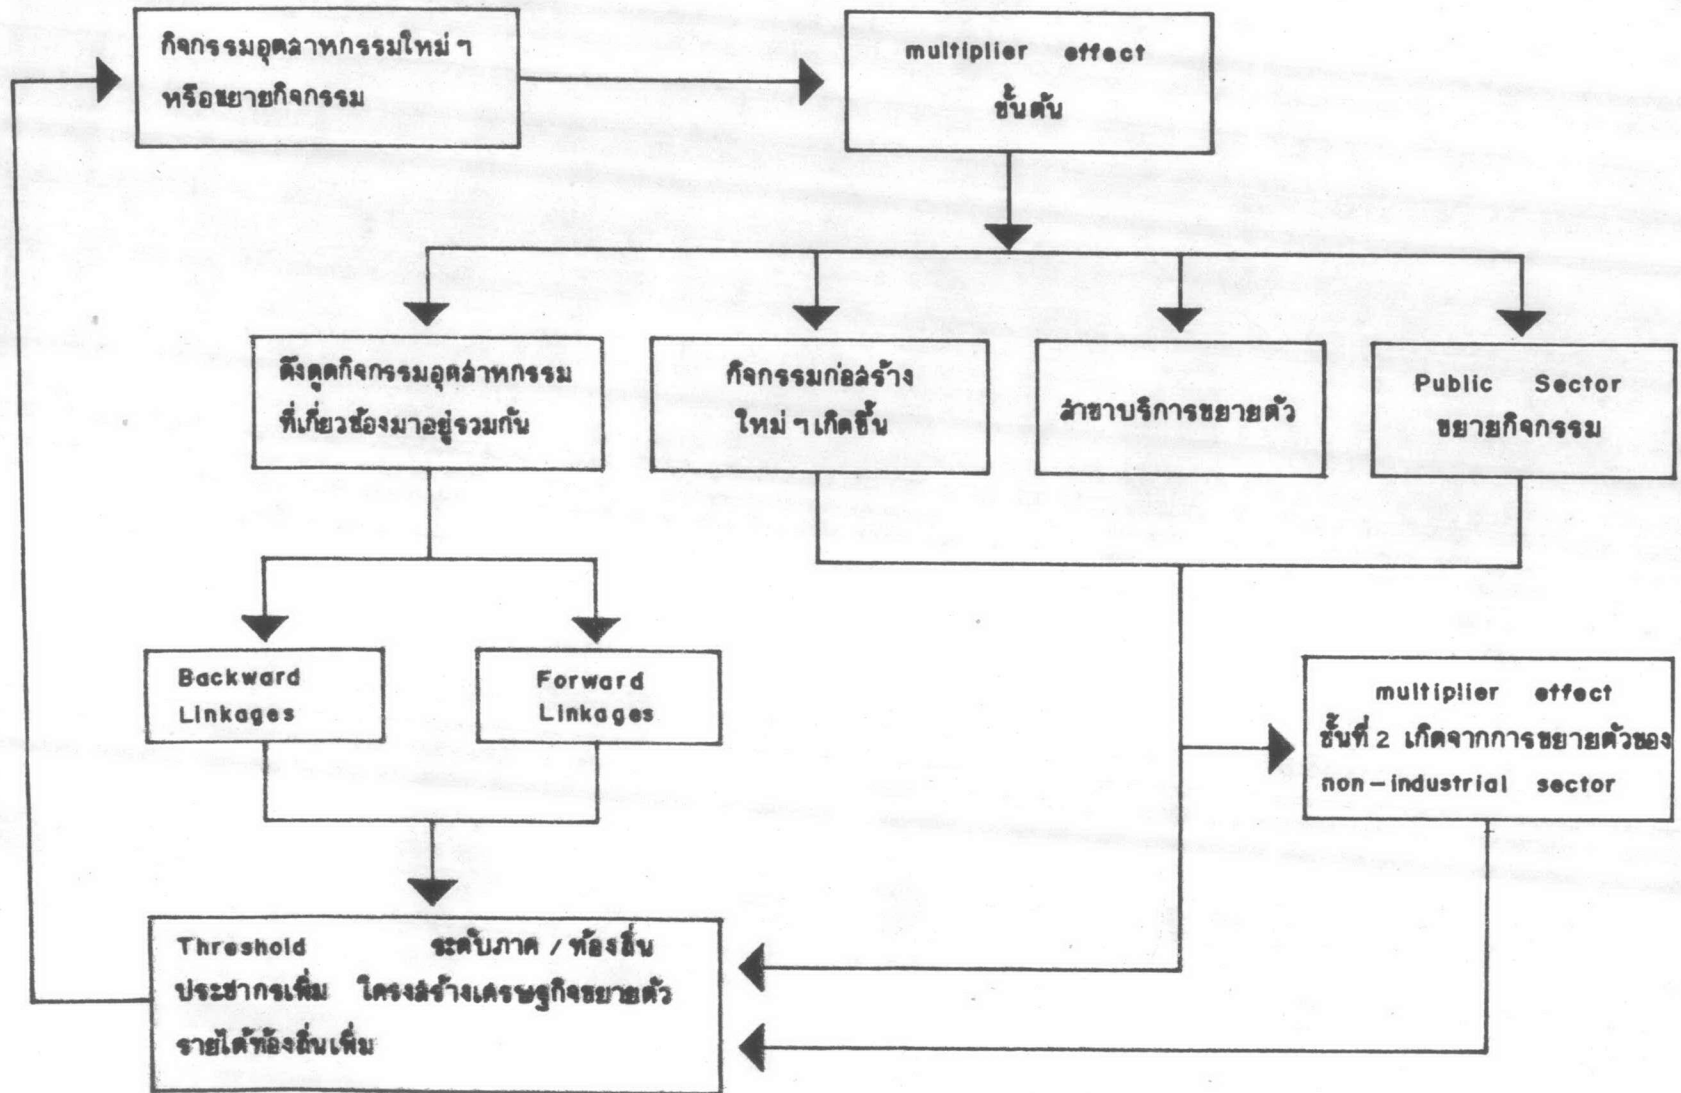 กิจกรรมอุตสาหกรรมใหม่ ๆ
หรือขยายกิจกรรม
multiplier effect
ขั้นต้น
ดึงดูดกิจกรรมอุตสาหกรรม
ที่เกี่ยวข้องมาอยู่รวมกัน
กิจกรรมก่อสร้าง
ใหม่ ๆ เกิดขึ้น
สาขาบริการขยายตัว
Public Sector
ขยายกิจกรรม
Backward
Linkages
Forward
Linkages
multiplier effect
ขั้นที่ 2 เกิดจากการขยายตัวของ
non-industrial sector
Threshold ระดับภาค / ท้องถิ่น
ประชากรเพิ่ม โครงสร้างเศรษฐกิจขยายตัว
รายได้ท้องถิ่นเพิ่ม